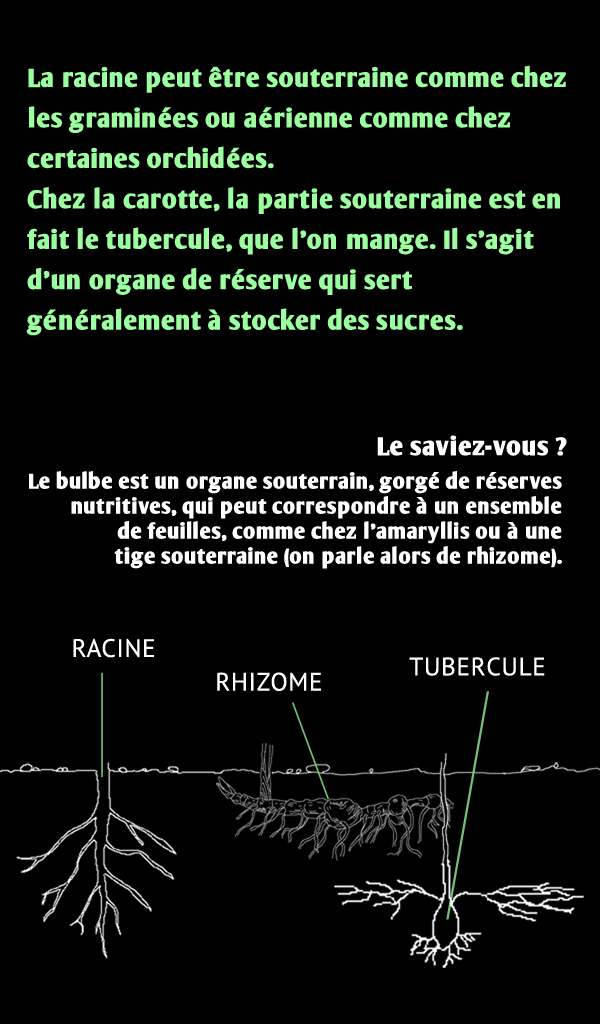 La racine peut être souterraine comme chez
les graminées ou aérienne comme chez
certaines orchidées.
Chez la carotte, la partie souterraine est en
fait le tubercule, que l'on mange. Il s'agit
d'un organe de réserve qui sert
généralement à stocker des sucres.
Le saviez-vous ?
Le bulbe est un organe souterrain, gorgé de réserves
nutritives, qui peut correspondre à un ensemble
de feuilles, comme chez l'amaryllis ou à une
tige souterraine (on parle alors de rhizome).
RACINE
RHIZOME
TUBERCULE